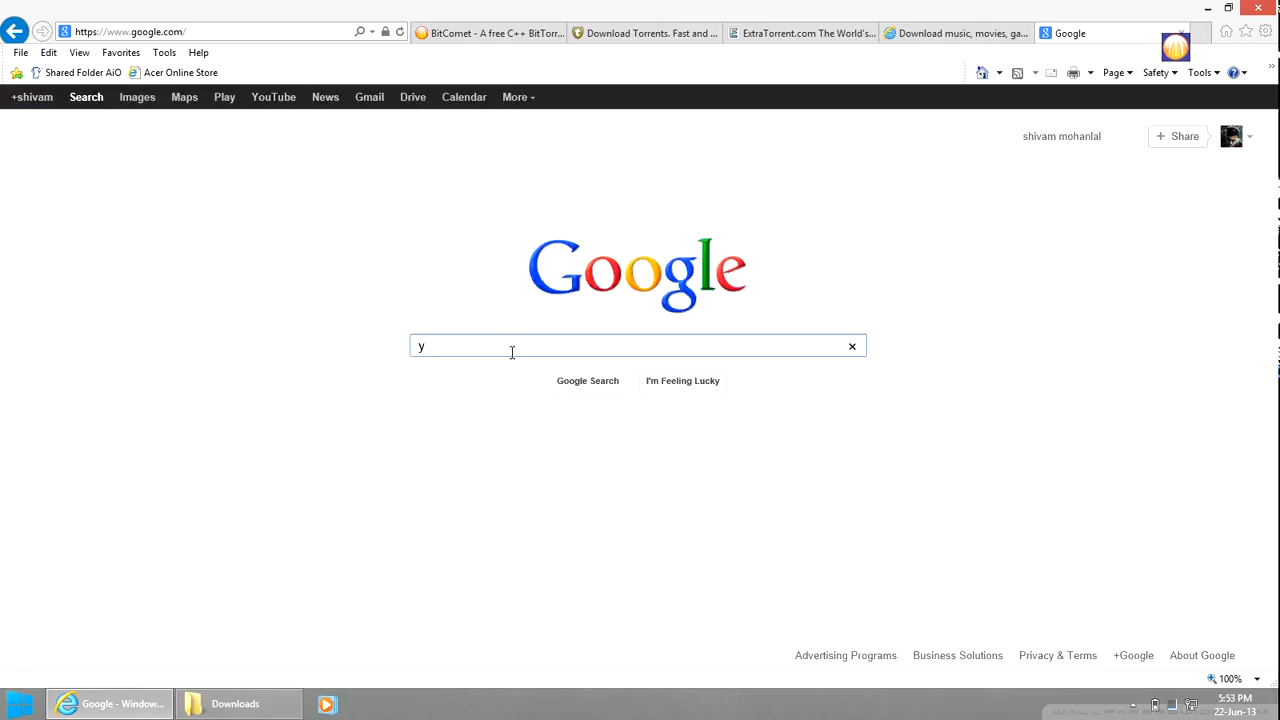 https://www.google.com/
BitComet - A free C++ BitTorr...
Download Torrents. Fast and ...
ExtraTorrent.com The World's...
Download music, movies, ga...
Google
File Edit View Favorites Tools Help
Shared Folder AiO Acer Online Store
Page Safety Tools
+shivam Search Images Maps Play YouTube News Gmail Drive Calendar More
shivam mohanlal + Share
Google
y
Google Search I'm Feeling Lucky
Advertising Programs Business Solutions Privacy & Terms +Google About Google
100%
Google - Window... Downloads
5:53 PM
22-Jun-13